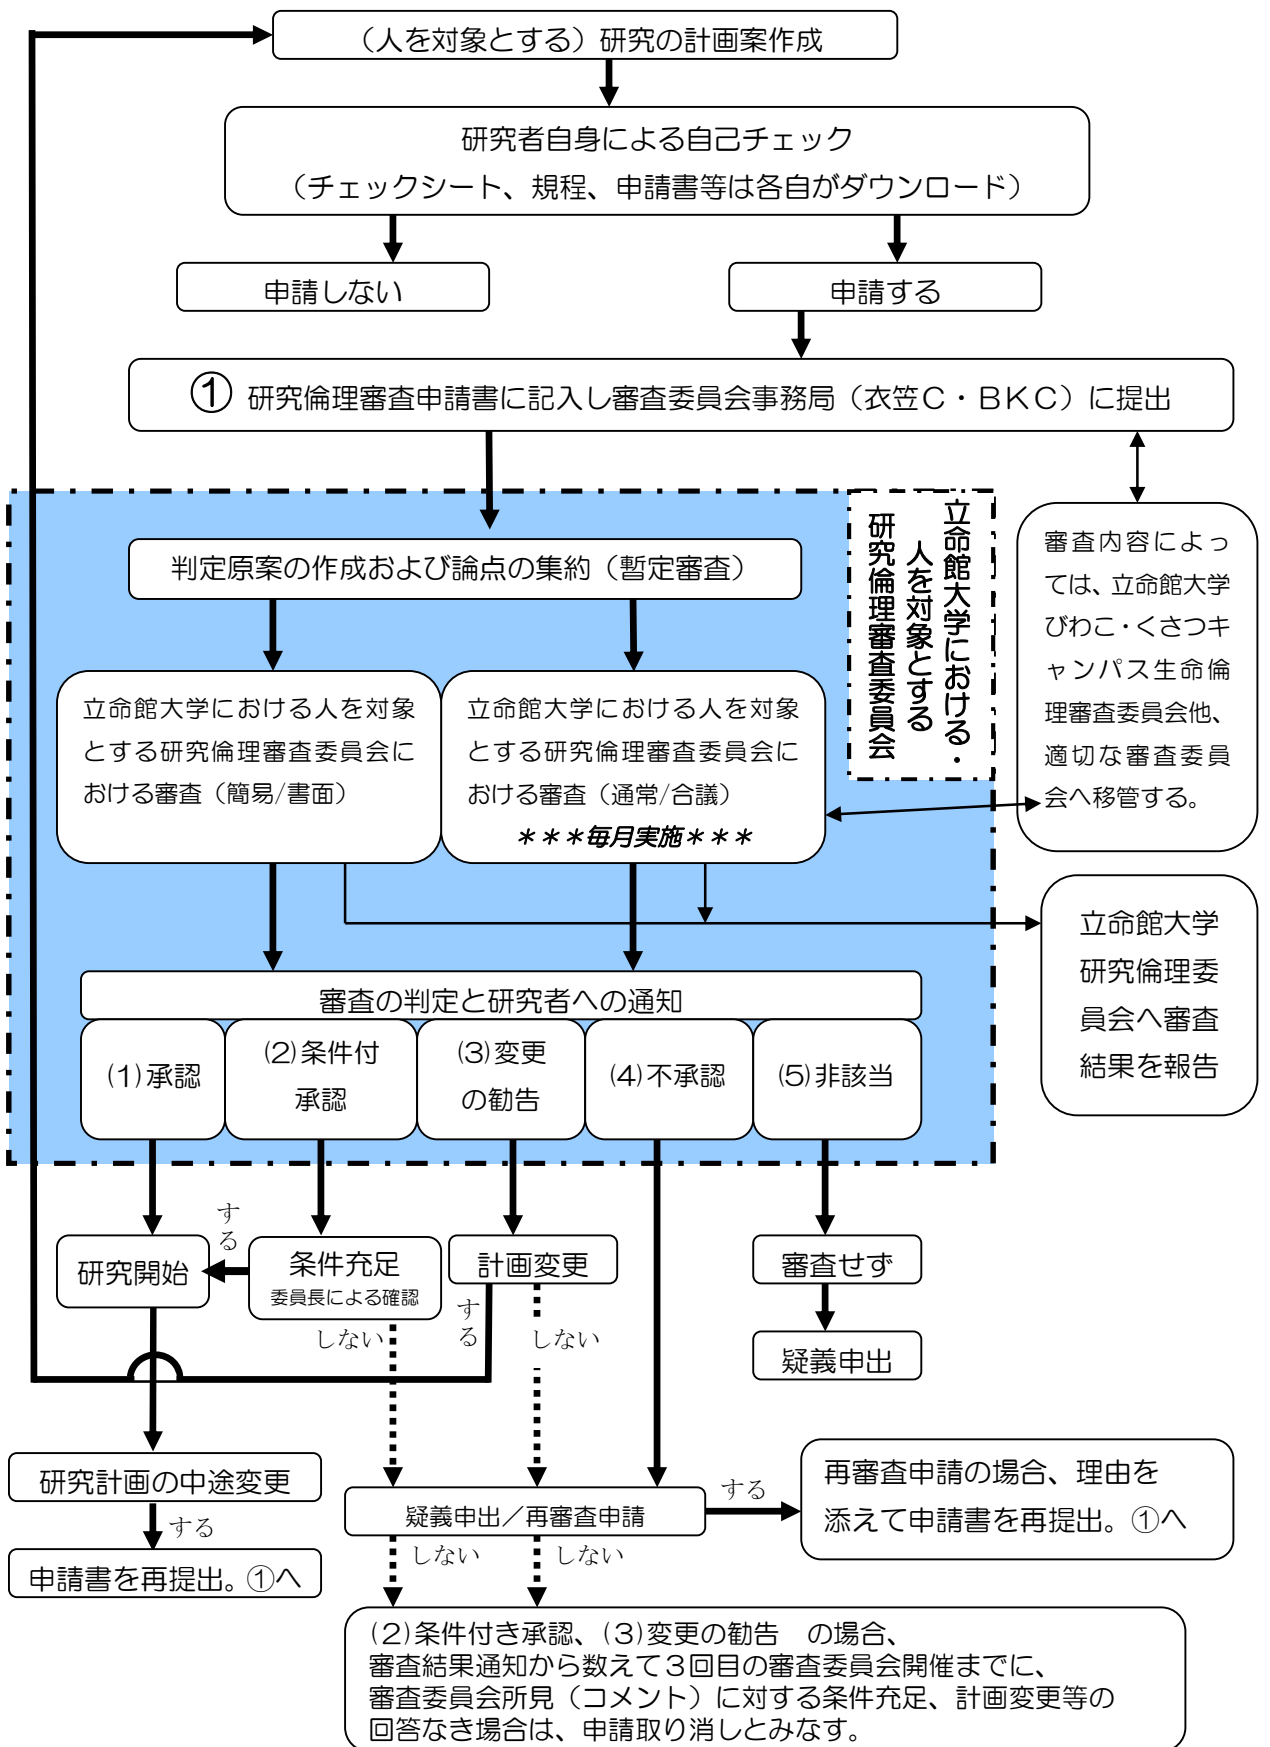 （人を対象とする）研究の計画案作成
研究者自身による自己チェック
（チェックシート、規程、申請書等は各自がダウンロード）
申請しない
申請する
① 研究倫理審査申請書に記入し審査委員会事務局（衣笠Ｃ・ＢＫＣ）に提出
立命館大学における・
人を対象とする
研究倫理審査委員会
審査内容によっ
ては、立命館大学
びわこ・くさつキ
ャンパス生命倫
理審査委員会他、
適切な審査委員
会へ移管する。
判定原案の作成および論点の集約（暫定審査）
立命館大学における人を対象
とする研究倫理審査委員会に
おける審査（簡易/書面）
立命館大学における人を対象
とする研究倫理審査委員会に
おける審査（通常/合議）
＊＊＊毎月実施＊＊＊
立命館大学
研究倫理委
員会へ審査
結果を報告
審査の判定と研究者への通知
(1)承認
(2)条件付
承認
(3)変更
の勧告
(4)不承認
(5)非該当
する
研究開始
条件充足
委員長による確認
計画変更
審査せず
しない
する
しない
疑義申出
研究計画の中途変更
する
申請書を再提出。①へ
疑義申出／再審査申請
する
再審査申請の場合、理由を
添えて申請書を再提出。①へ
しない
しない
(2)条件付き承認、(3)変更の勧告　の場合、
審査結果通知から数えて３回目の審査委員会開催までに、
審査委員会所見（コメント）に対する条件充足、計画変更等の
回答なき場合は、申請取り消しとみなす。